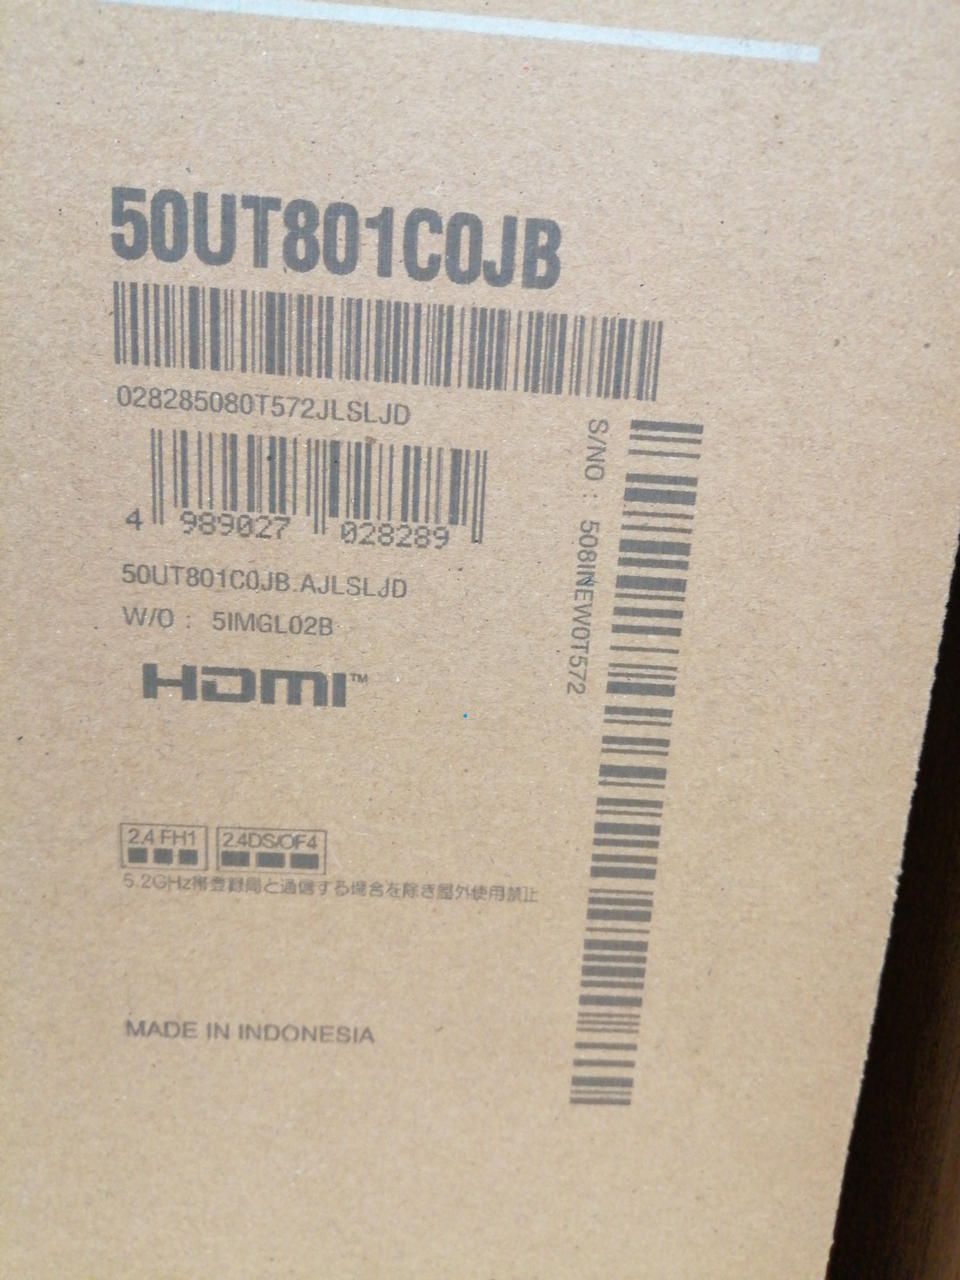 50UT801C0JB
028285080T572JLSLJD
4 989027 028289
50UT801C0JB.AJLSLJD
W/O : 5IMGL02B
HDMI™
S/NO : 508INEW0T572
2.4 FH1
2.4DS/OF4
5.2GHz帯登録局と通信する場合を除き屋外使用禁止
MADE IN INDONESIA